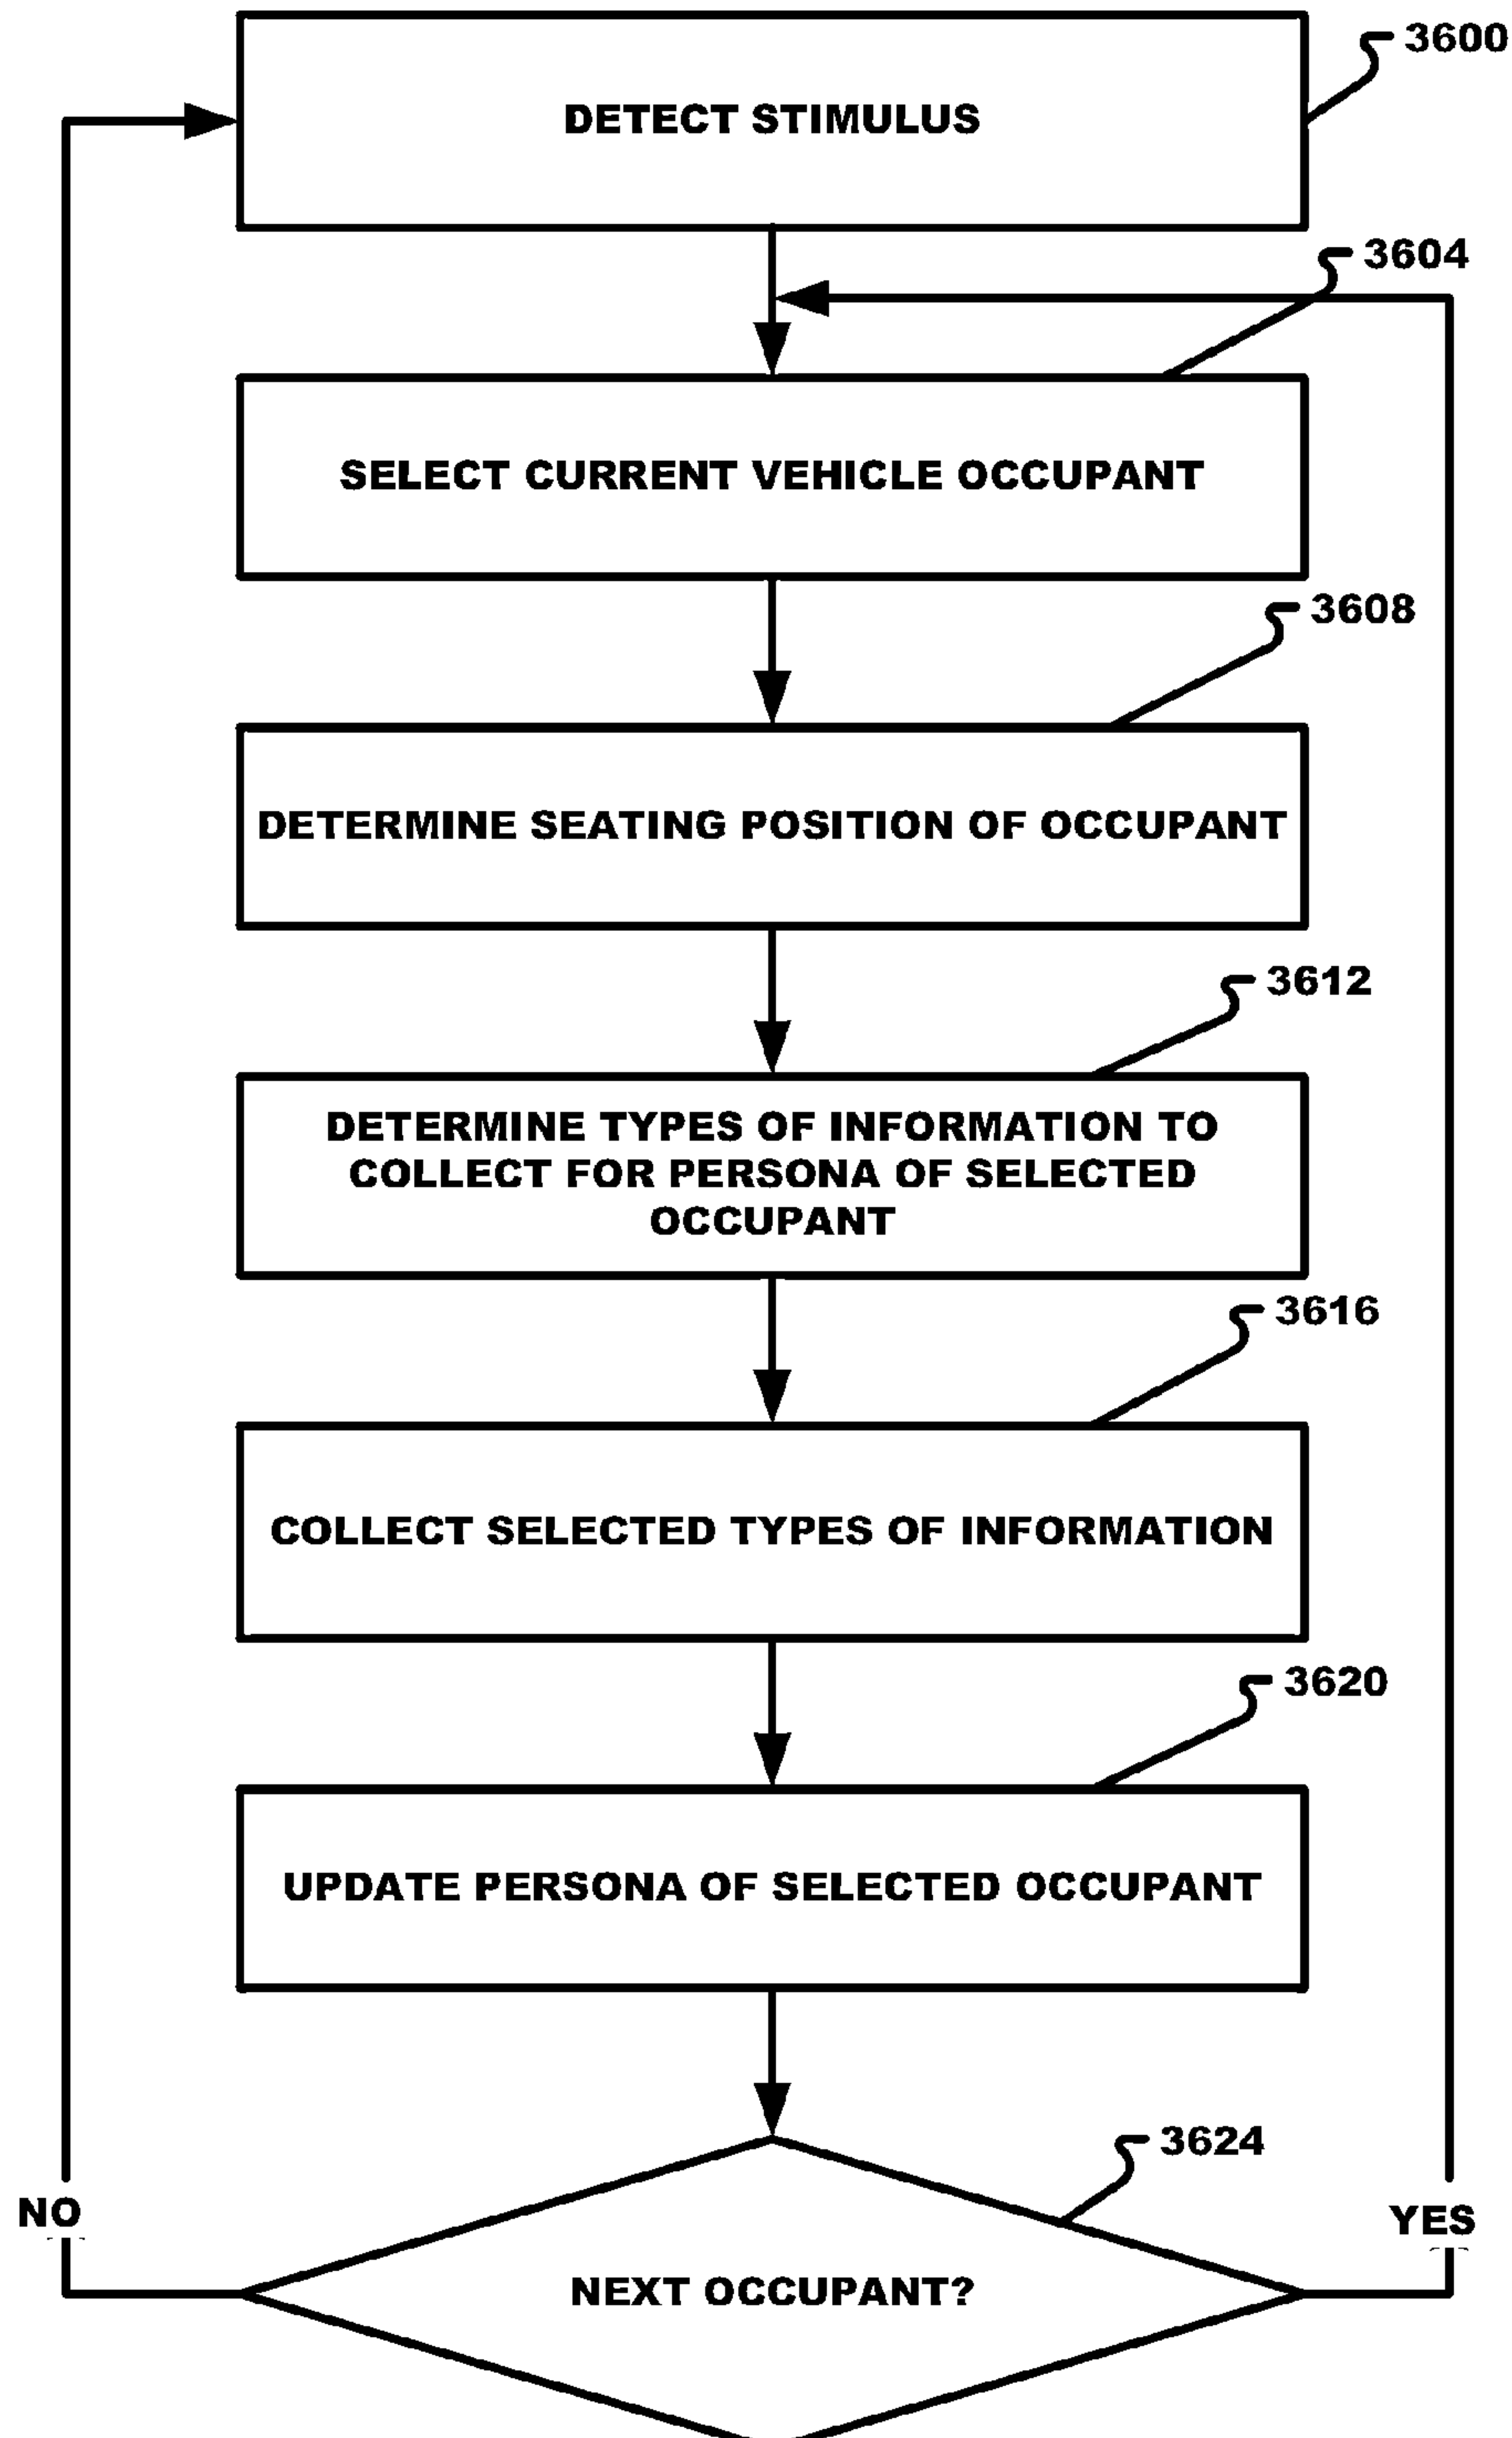 3600
DETECT STIMULUS
3604
SELECT CURRENT VEHICLE OCCUPANT
3608
DETERMINE SEATING POSITION OF OCCUPANT
3612
DETERMINE TYPES OF INFORMATION TO
COLLECT FOR PERSONA OF SELECTED
OCCUPANT
3616
COLLECT SELECTED TYPES OF INFORMATION
3620
UPDATE PERSONA OF SELECTED OCCUPANT
3624
NO
YES
NEXT OCCUPANT?